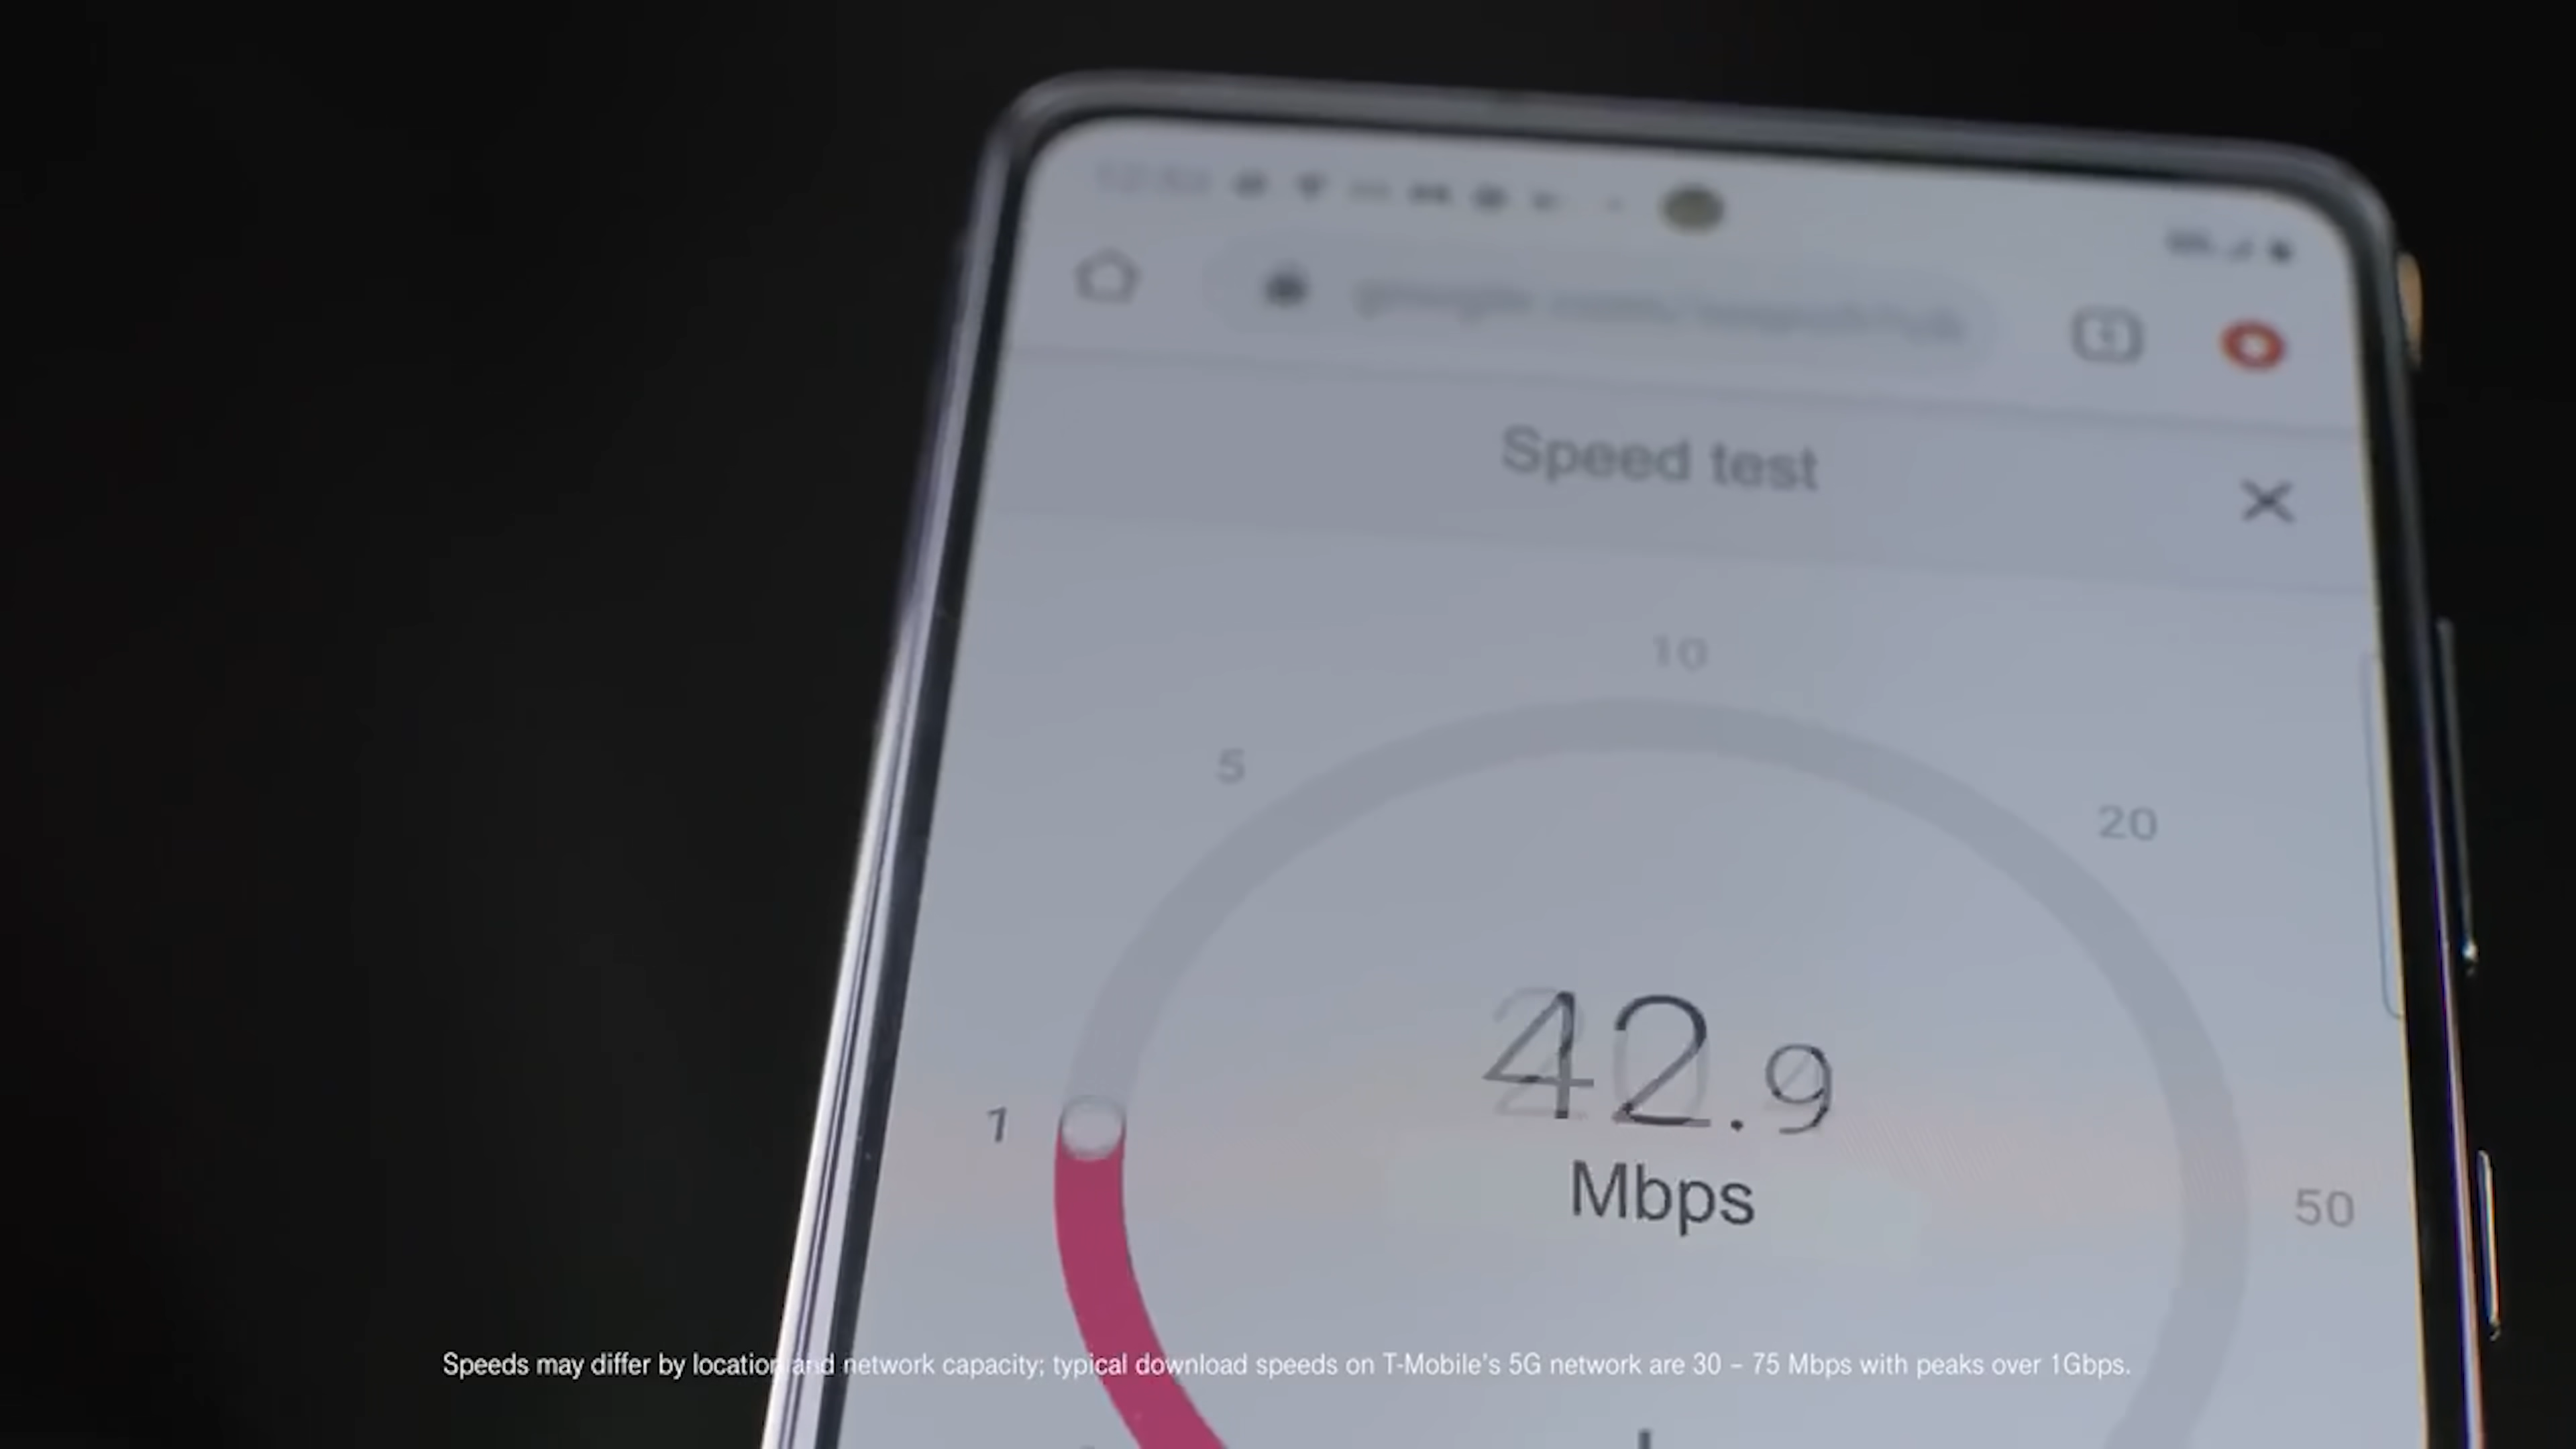 Speed test
10
5
20
42.9
1
Mbps
50
Speeds may differ by location and network capacity; typical download speeds on T-Mobile's 5G network are 30 – 75 Mbps with peaks over 1Gbps.